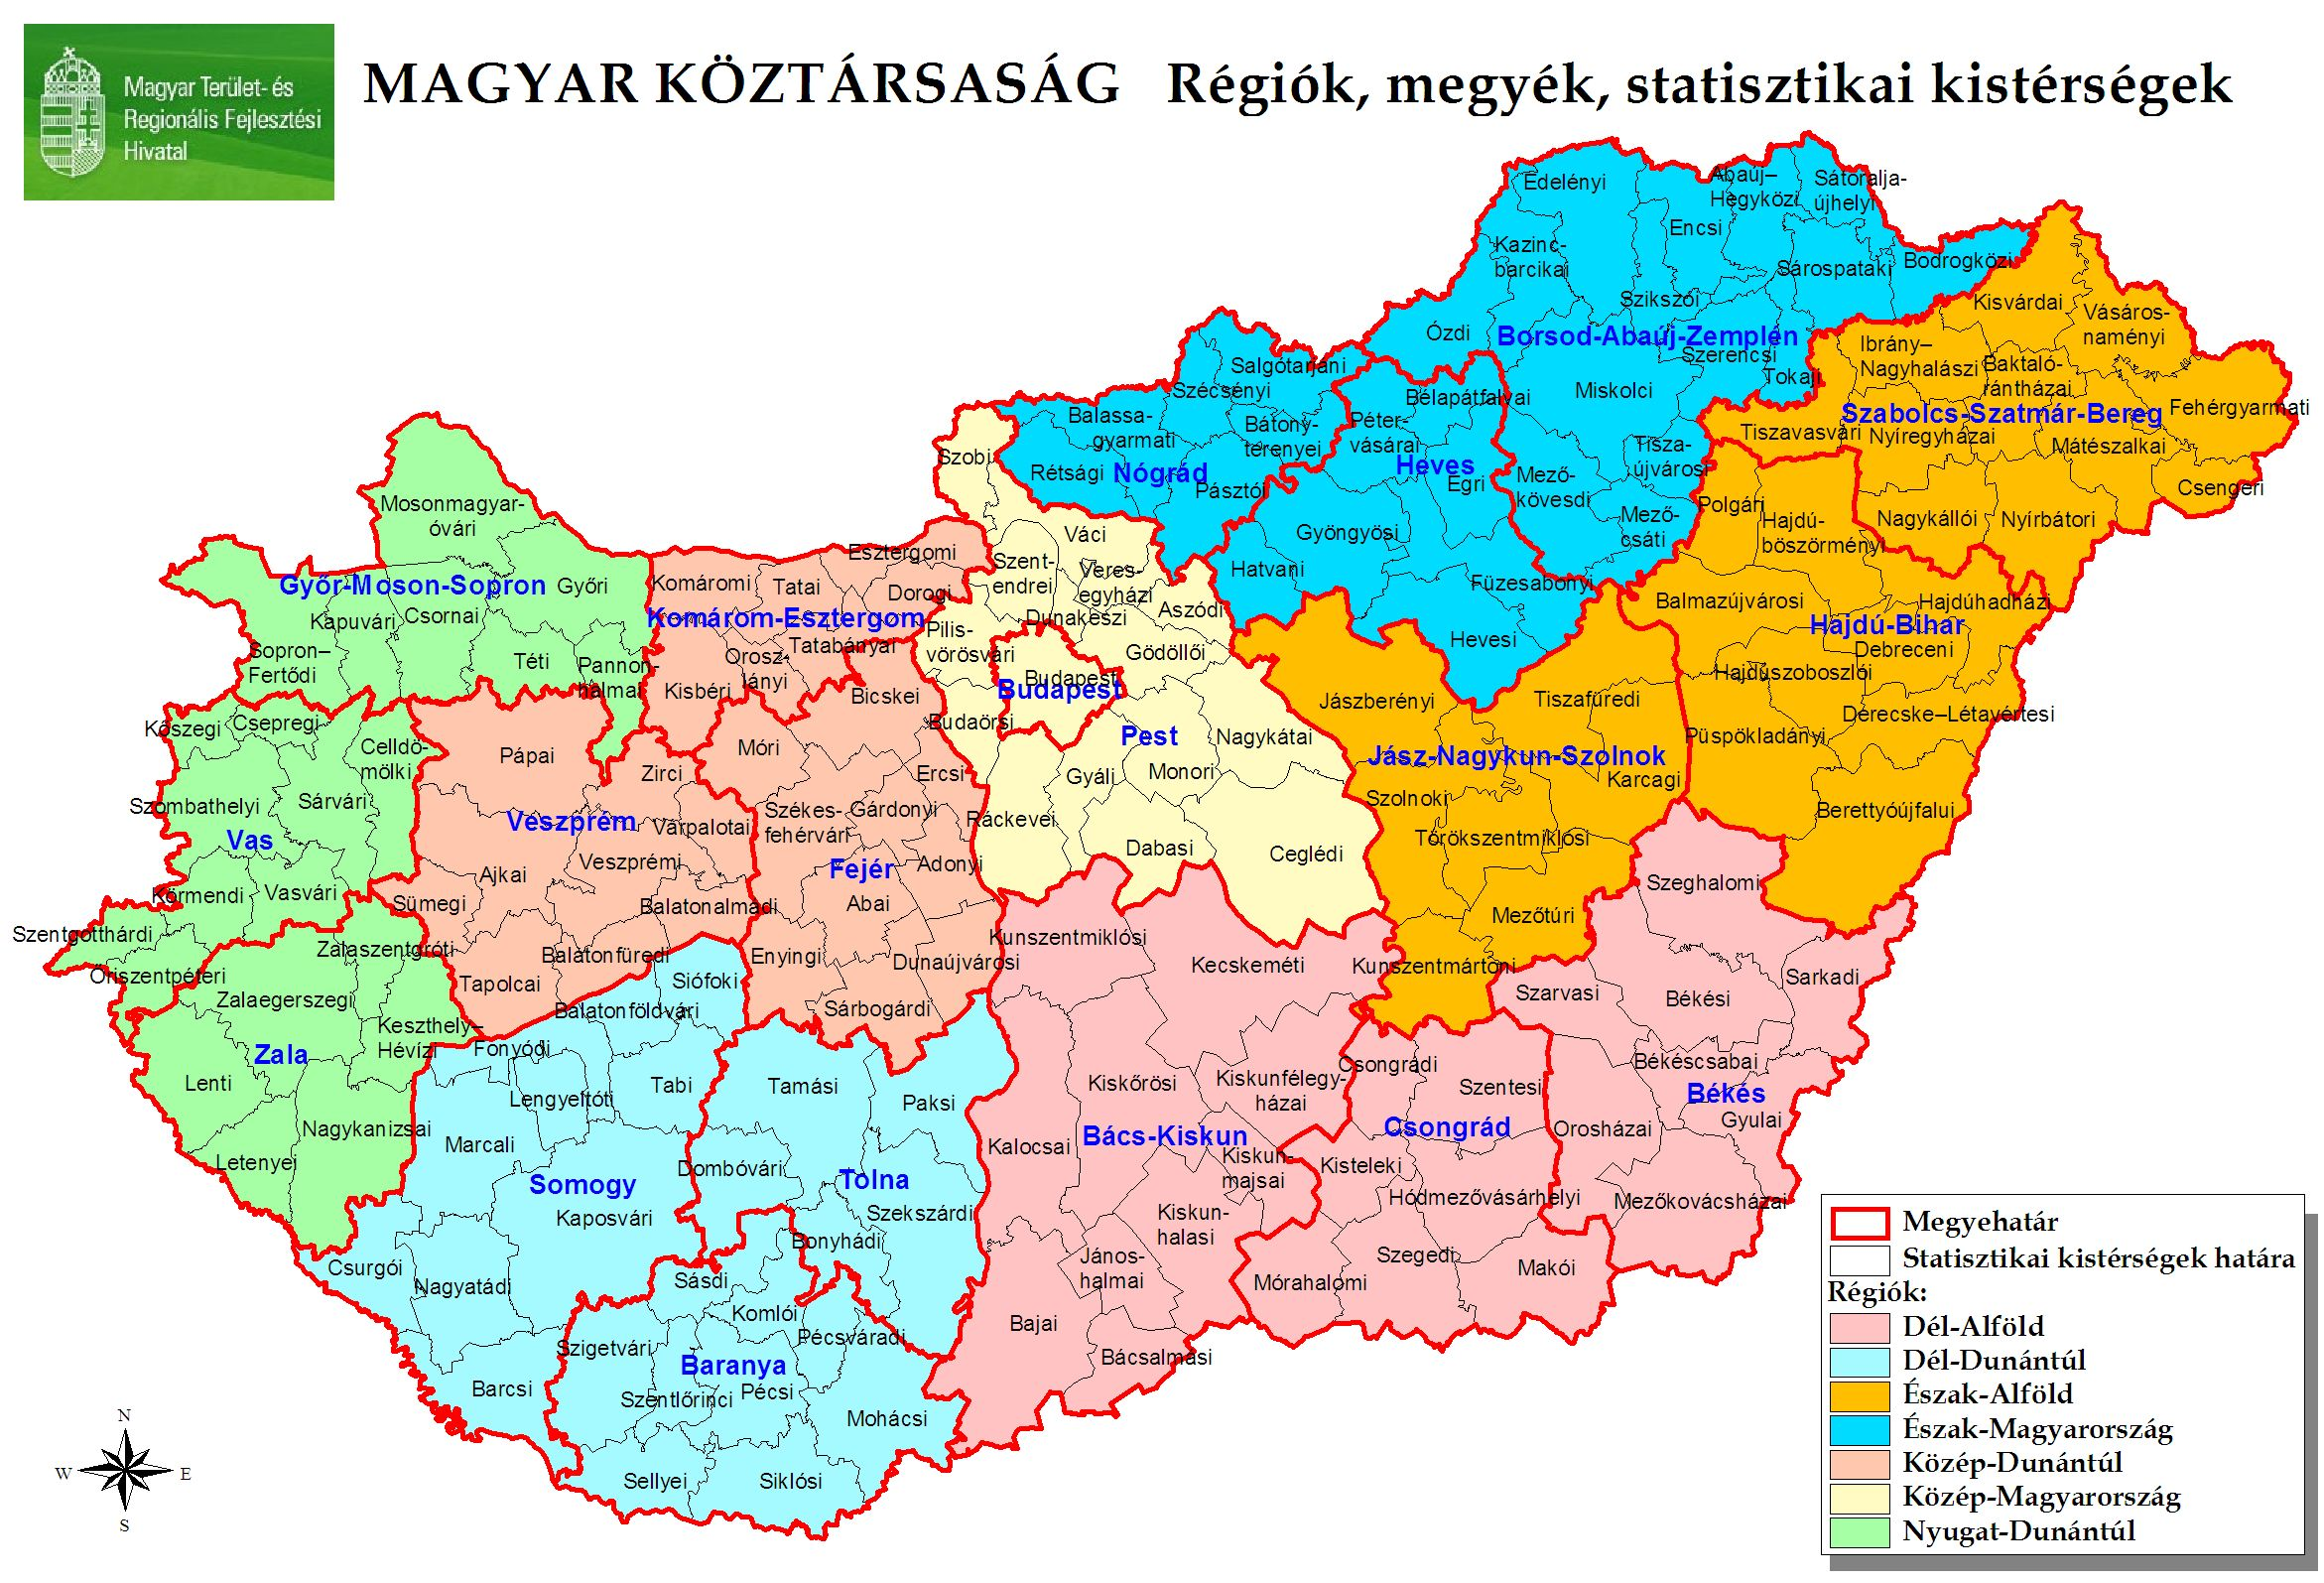 Magyar Terület- és
Regionális Fejlesztési
Hivatal
MAGYAR KÖZTÁRSASÁG Régiók, megyék, statisztikai kistérségek
Edelényi
Abaúj–
Hegyközi
Sátoralja-
újhelyi
Encsi
Kazinc-
barcikai
Sárospataki
Bodrogközi
Szikszói
Ózdi
Borsod-Abaúj-Zemplén
Szerencsi
Tokaji
Miskolci
Tisza-
újvárosi
Mező-
kövesdi
Mező-
csáti
Kisvárdai
Vásáros-
naményi
Ibrány–
Nagyhalászi
Baktaló-
rántházai
Szabolcs-Szatmár-Bereg
Fehérgyarmati
Tiszavasvári
Nyíregyházai
Mátészalkai
Csengeri
Nagykállói
Nyírbátori
Salgótarjáni
Szécsényi
Balassa-
gyarmati
Bátony-
terenyei
Rétsági
Nógrád
Pásztói
Bélapátfalvai
Péter-
vásárai
Heves
Egri
Gyöngyösi
Hatvani
Füzesabonyi
Hevesi
Polgári
Hajdú-
böszörményi
Balmazújvárosi
Hajdúhadházi
Hajdú-Bihar
Debreceni
Hajdúszoboszlói
Derecske–Létavértesi
Püspökladányi
Berettyóújfalui
Szobi
Váci
Szent-
endrei
Veres-
egyházi
Aszódi
Dunakeszi
Pilis-
vörösvári
Gödöllői
Budapest
Budapest
Budaörsi
Pest
Nagykátai
Gyáli
Monori
Ráckevei
Dabasi
Ceglédi
Mosonmagyar-
óvári
Győr-Moson-Sopron
Győri
Kapuvári
Csornai
Sopron–
Fertődi
Téti
Pannon-
halmai
Esztergomi
Komáromi
Tatai
Dorogi
Komárom-Esztergom
Tatabányai
Orosz-
lányi
Kisbéri
Bicskei
Móri
Ercsi
Székes-
fehérvári
Gárdonyi
Fejér
Adonyi
Abai
Enyingi
Dunaújvárosi
Sárbogárdi
Jászberényi
Tiszafüredi
Jász-Nagykun-Szolnok
Karcagi
Szolnoki
Törökszentmiklósi
Mezőtúri
Kunszentmártoni
Kőszegi
Csepregi
Celldö-
mölki
Szombathelyi
Sárvári
Vas
Körmendi
Vasvári
Szentgotthárdi
Őriszentpéteri
Pápai
Zirci
Veszprém
Várpalotai
Veszprémi
Ajkai
Sümegi
Balatonalmádi
Balatonfüredi
Tapolcai
Zalaszentgróti
Zalaegerszegi
Keszthely–
Hévízi
Zala
Lenti
Nagykanizsai
Letenyei
Siófoki
Balatonföldvári
Fonyódi
Tabi
Lengyeltóti
Marcali
Somogy
Kaposvári
Csurgói
Nagyatádi
Barcsi
Tamási
Paksi
Dombóvári
Tolna
Szekszárdi
Bonyhádi
Sásdi
Komlói
Pécsváradi
Szigetvári
Baranya
Szentlőrinci
Pécsi
Mohácsi
Sellyei
Siklósi
Kunszentmiklósi
Kecskeméti
Kiskőrösi
Kiskunfélegy-
házai
Kalocsai
Bács-Kiskun
Kiskun-
majsai
Kiskun-
halasi
János-
halmai
Bajai
Bácsalmási
Csongrádi
Szentesi
Csongrád
Kisteleki
Hódmezővásárhelyi
Mórahalomi
Szegedi
Makói
Szeghalomi
Sarkadi
Szarvasi
Békési
Békéscsabai
Békés
Gyulai
Orosházai
Mezőkovácsházai
Megyehatár
Statisztikai kistérségek határa
Régiók:
Dél-Alföld
Dél-Dunántúl
Észak-Alföld
Észak-Magyarország
Közép-Dunántúl
Közép-Magyarország
Nyugat-Dunántúl
N
W E
S